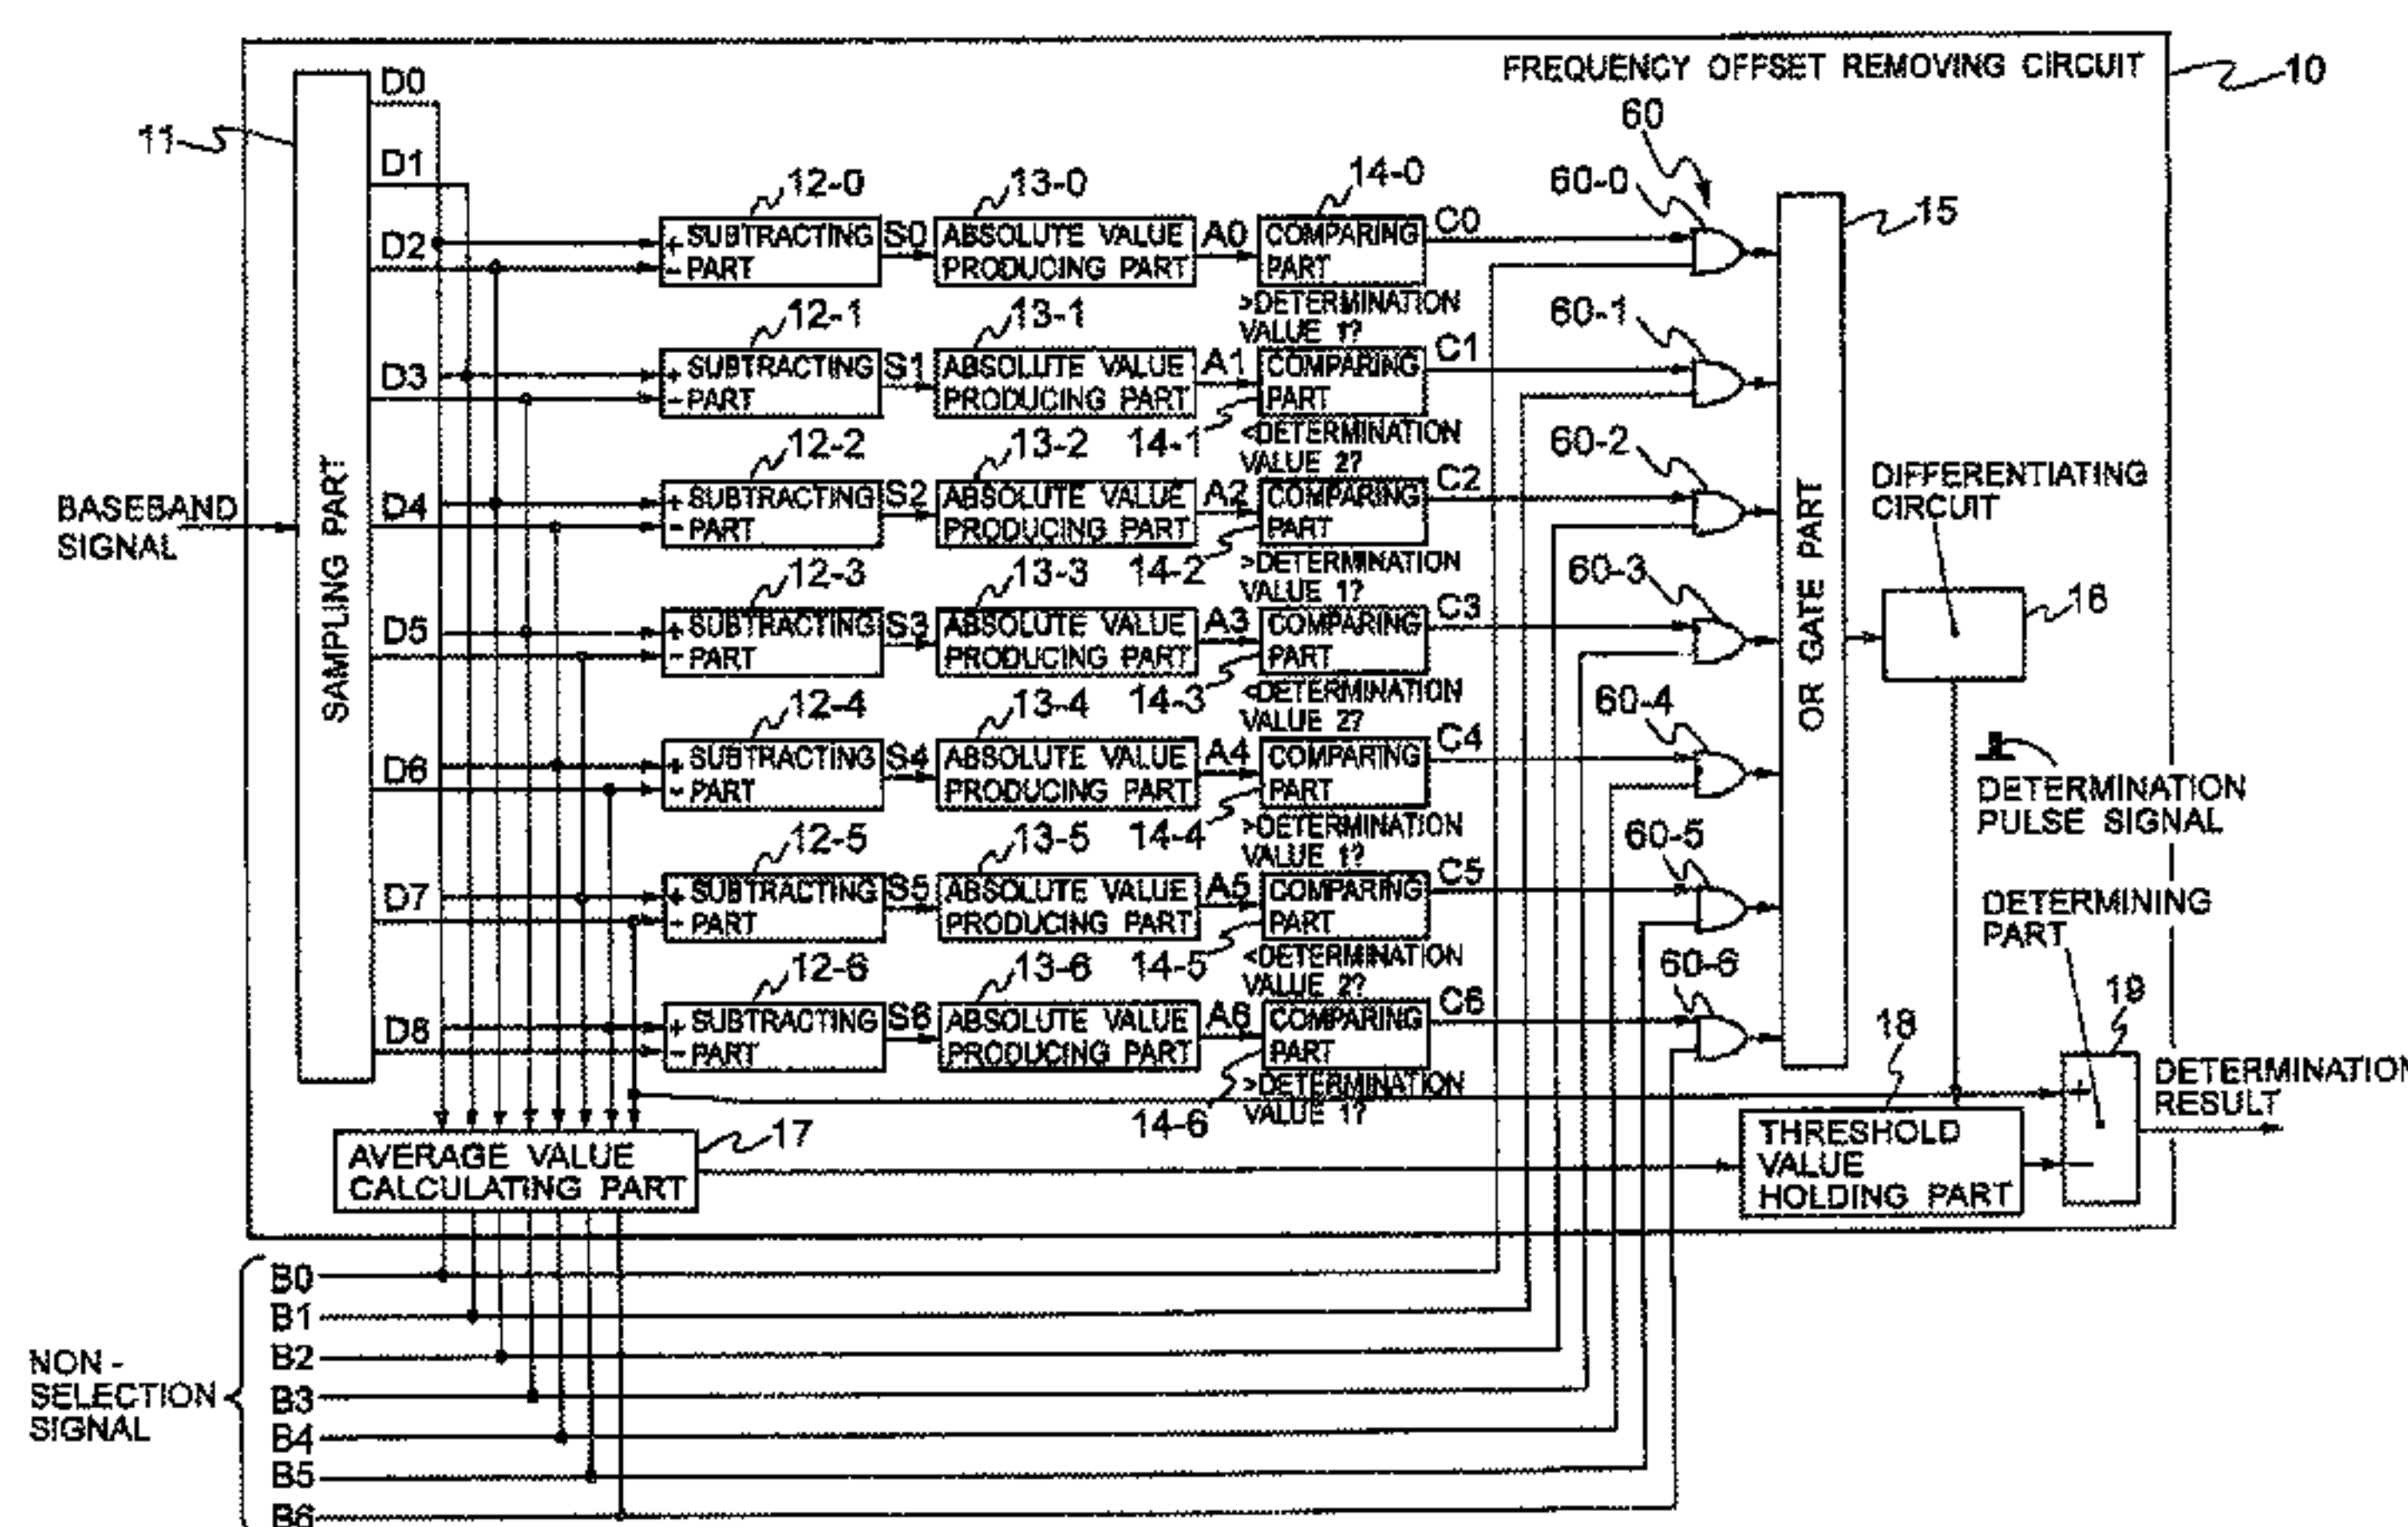 FREQUENCY OFFSET REMOVING CIRCUIT
10
11
D0
D1
D2
D3
D4
D5
D6
D7
D8
BASEBAND
SIGNAL
SAMPLING PART
60
12-0
13-0
14-0
60-0
15
+ SUBTRACTING
- PART
S0
ABSOLUTE VALUE
PRODUCING PART
A0
COMPARING
PART
C0
>DETERMINATION
VALUE 1?
12-1
13-1
60-1
+ SUBTRACTING
- PART
S1
ABSOLUTE VALUE
PRODUCING PART
A1
COMPARING
PART
C1
14-1
<DETERMINATION
VALUE 2?
12-2
13-2
60-2
+ SUBTRACTING
- PART
S2
ABSOLUTE VALUE
PRODUCING PART
A2
COMPARING
PART
C2
14-2
>DETERMINATION
VALUE 1?
12-3
13-3
60-3
+ SUBTRACTING
- PART
S3
ABSOLUTE VALUE
PRODUCING PART
A3
COMPARING
PART
C3
14-3
<DETERMINATION
VALUE 2?
12-4
13-4
60-4
+ SUBTRACTING
- PART
S4
ABSOLUTE VALUE
PRODUCING PART
A4
COMPARING
PART
C4
14-4
>DETERMINATION
VALUE 1?
12-5
13-5
60-5
+ SUBTRACTING
- PART
S5
ABSOLUTE VALUE
PRODUCING PART
A5
COMPARING
PART
C5
14-5
<DETERMINATION
VALUE 2?
12-6
13-6
60-6
+ SUBTRACTING
- PART
S6
ABSOLUTE VALUE
PRODUCING PART
A6
COMPARING
PART
C6
14-6
>DETERMINATION
VALUE 1?
OR GATE PART
DIFFERENTIATING
CIRCUIT
16
DETERMINATION
PULSE SIGNAL
DETERMINING
PART
19
+
-
DETERMINATION
RESULT
18
THRESHOLD
VALUE
HOLDING PART
17
AVERAGE VALUE
CALCULATING PART
NON-
SELECTION
SIGNAL
B0
B1
B2
B3
B4
B5
B6